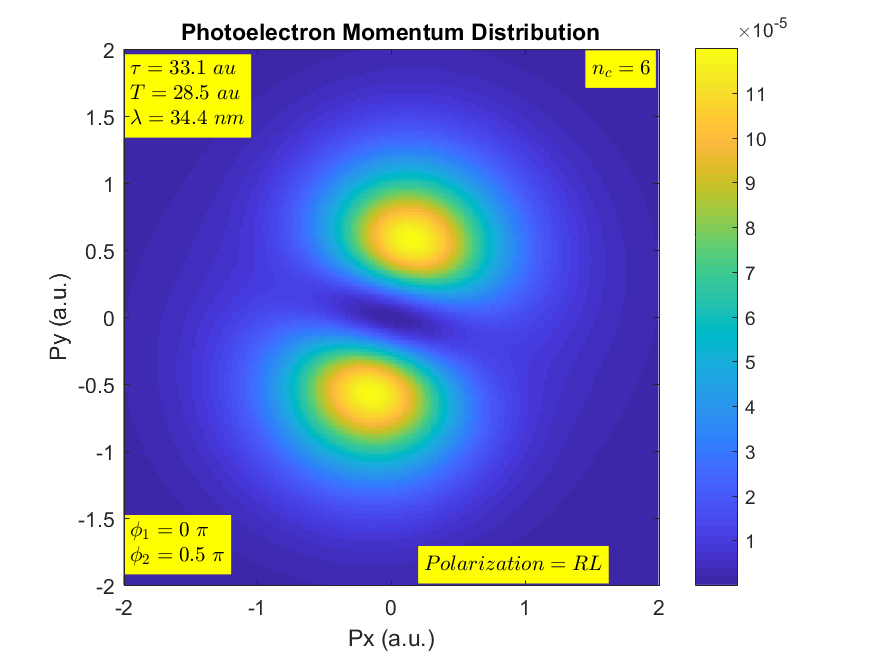 Photoelectron Momentum Distribution
×10⁻⁵
τ = 33.1 au
T = 28.5 au
λ = 34.4 nm
n_c = 6
2
1.5
1
0.5
0
-0.5
-1
-1.5
-2
Py (a.u.)
ϕ₁ = 0 π
ϕ₂ = 0.5 π
Polarization = RL
-2
-1
0
1
2
Px (a.u.)
11
10
9
8
7
6
5
4
3
2
1